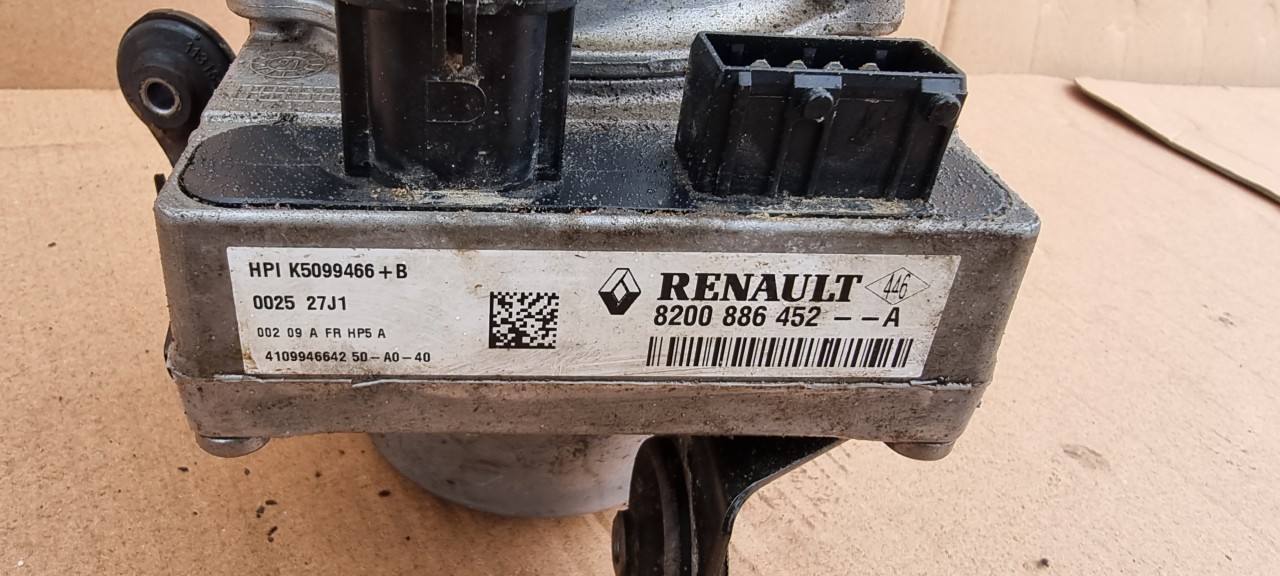 HPI K5099466+B
0025 27J1
002 09 A FR HP5 A
4109946642 50-A0-40
RENAULT
446
8200 886 452 --A